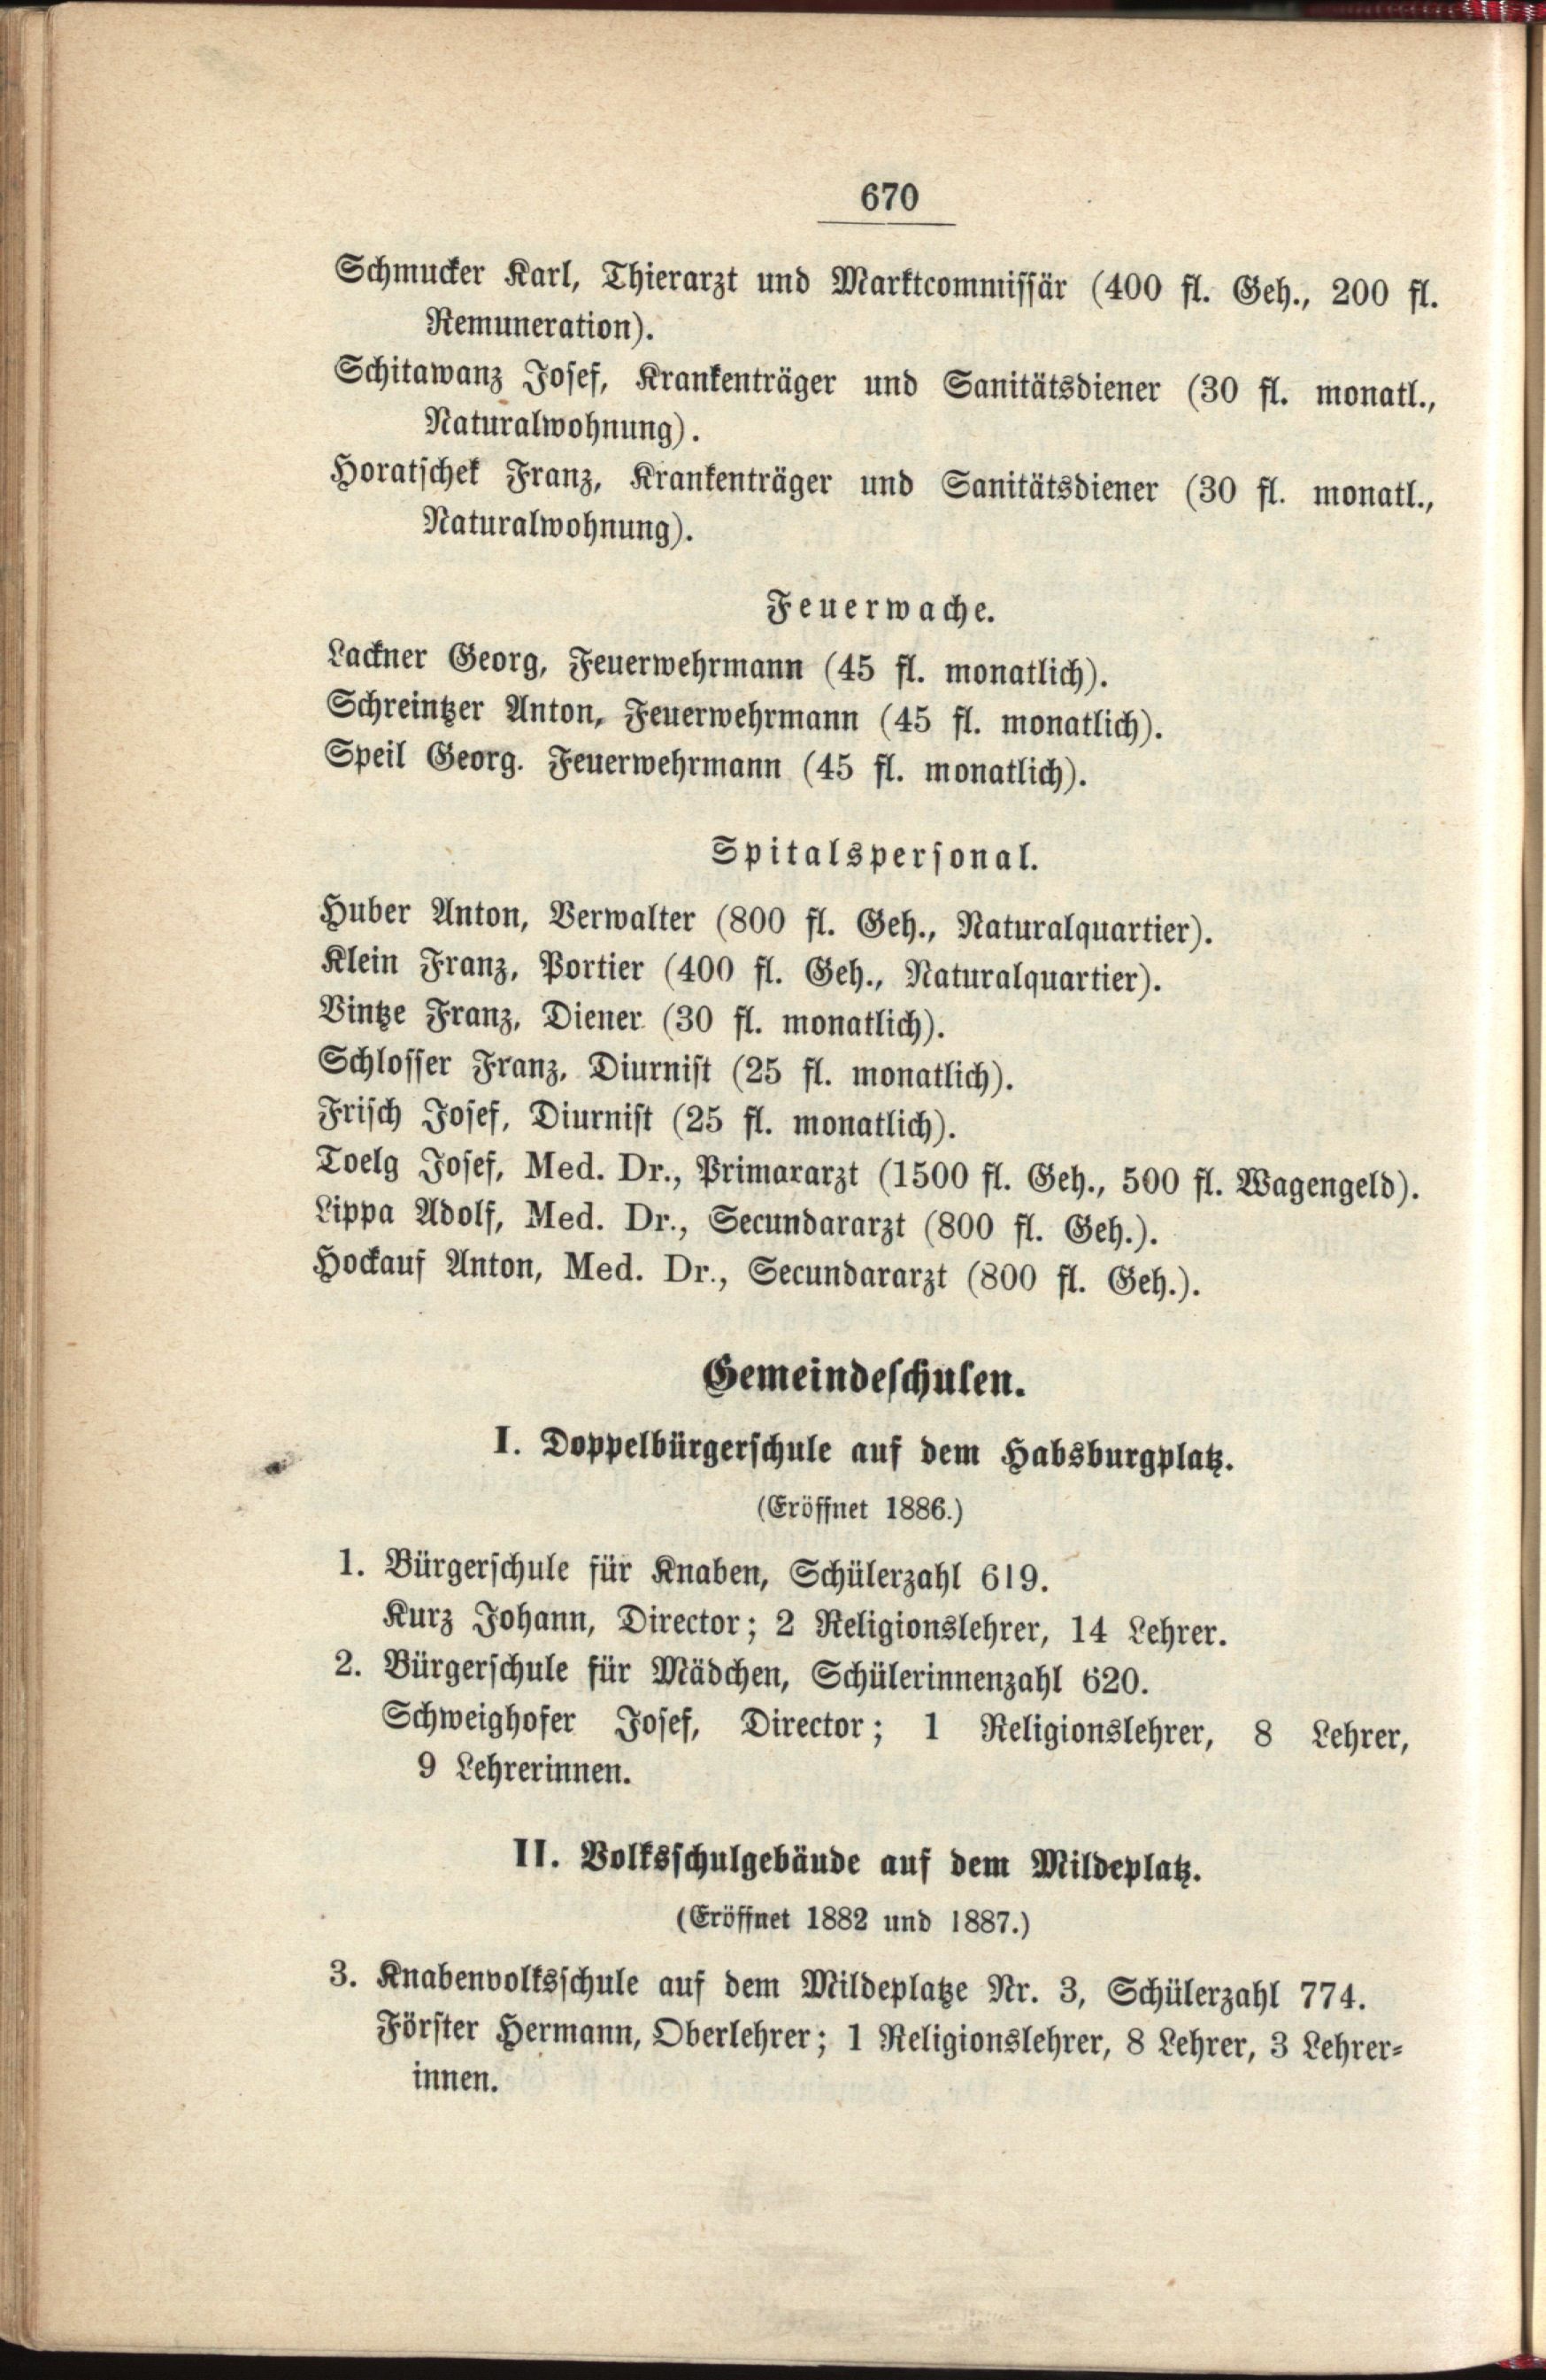 670
Schmucker Karl, Thierarzt und Marktcommissär (400 fl. Geh., 200 fl.
Remuneration).
Schitawanz Josef, Krankenträger und Sanitätsdiener (30 fl. monatl.,
Naturalwohnung).
Horatschek Franz, Krankenträger und Sanitätsdiener (30 fl. monatl.,
Naturalwohnung).
Feuerwache.
Lackner Georg, Feuerwehrmann (45 fl. monatlich).
Schreintzer Anton, Feuerwehrmann (45 fl. monatlich).
Speil Georg. Feuerwehrmann (45 fl. monatlich).
Spitalspersonal.
Huber Anton, Verwalter (800 fl. Geh., Naturalquartier).
Klein Franz, Portier (400 fl. Geh., Naturalquartier).
Vintze Franz, Diener (30 fl. monatlich).
Schlosser Franz, Diurnist (25 fl. monatlich).
Frisch Josef, Diurnist (25 fl. monatlich).
Toelg Josef, Med. Dr., Primararzt (1500 fl. Geh., 500 fl. Wagengeld).
Lippa Adolf, Med. Dr., Secundararzt (800 fl. Geh.).
Hockauf Anton, Med. Dr., Secundararzt (800 fl. Geh.).
Gemeindeschulen.
I. Doppelbürgerschule auf dem Habsburgplatz.
(Eröffnet 1886.)
1. Bürgerschule für Knaben, Schülerzahl 619.
Kurz Johann, Director; 2 Religionslehrer, 14 Lehrer.
2. Bürgerschule für Mädchen, Schülerinnenzahl 620.
Schweighofer Josef, Director; 1 Religionslehrer, 8 Lehrer,
9 Lehrerinnen.
II. Volksschulgebäude auf dem Mildeplatz.
(Eröffnet 1882 und 1887.)
3. Knabenvolksschule auf dem Mildeplatze Nr. 3, Schülerzahl 774.
Förster Hermann, Oberlehrer; 1 Religionslehrer, 8 Lehrer, 3 Lehrer-
innen.